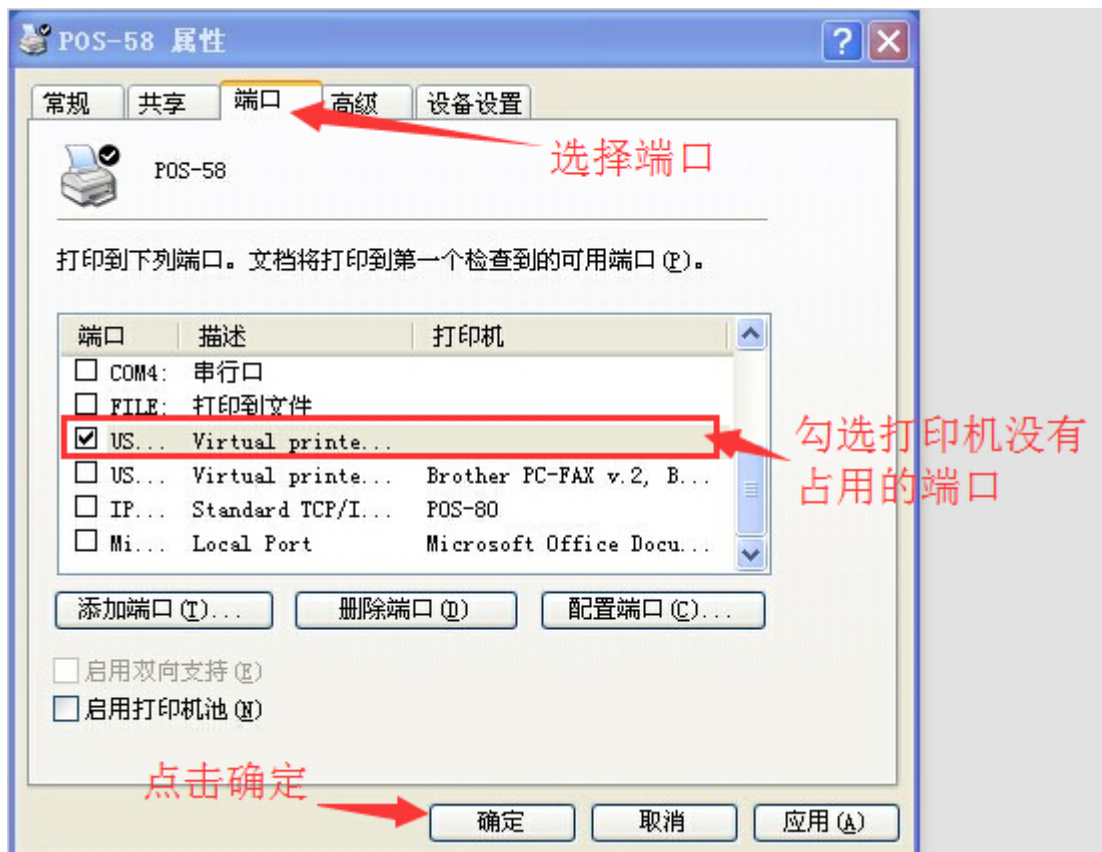 POS-58 属性
常规 共享 端口 高级 设备设置
选择端口
POS-58
打印到下列端口。文档将打印到第一个检查到的可用端口(P)。
端口 描述 打印机
COM4: 串行口
FILE: 打印到文件
US... Virtual printe...
US... Virtual printe... Brother PC-FAX v.2, B...
IP... Standard TCP/I... POS-80
Mi... Local Port Microsoft Office Docu...
勾选打印机没有
占用的端口
添加端口(T)... 删除端口(D) 配置端口(C)...
启用双向支持(E)
启用打印机池(N)
点击确定
确定 取消 应用(A)